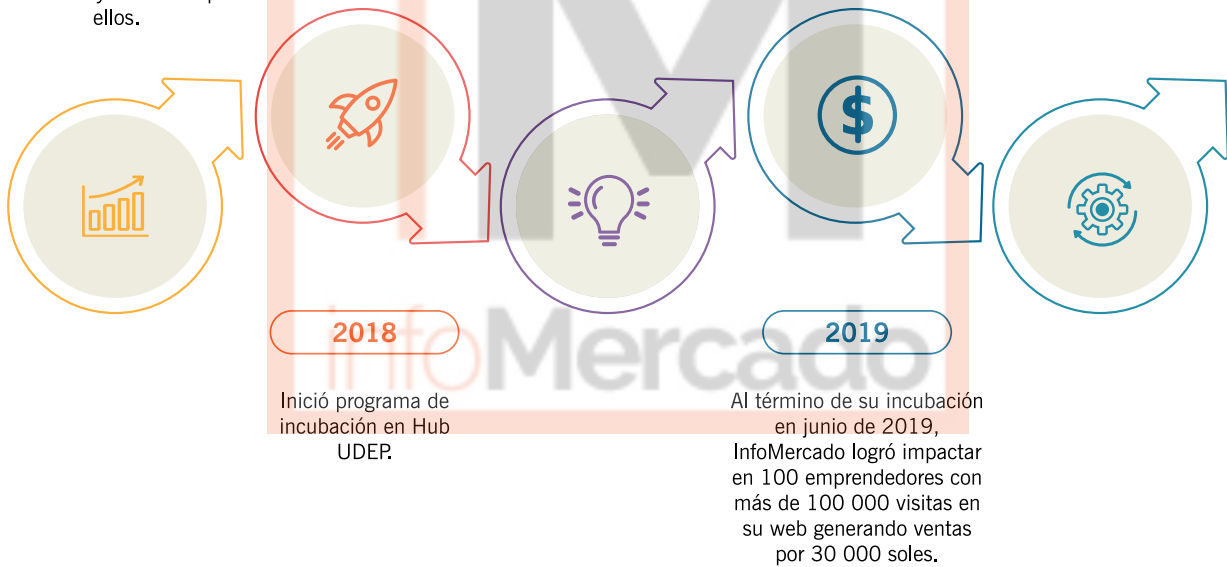 ellos.
2018
2019
infoMercado
Inició programa de
incubación en Hub
UDEP.
Al término de su incubación
en junio de 2019,
InfoMercado logró impactar
en 100 emprendedores con
más de 100 000 visitas en
su web generando ventas
por 30 000 soles.